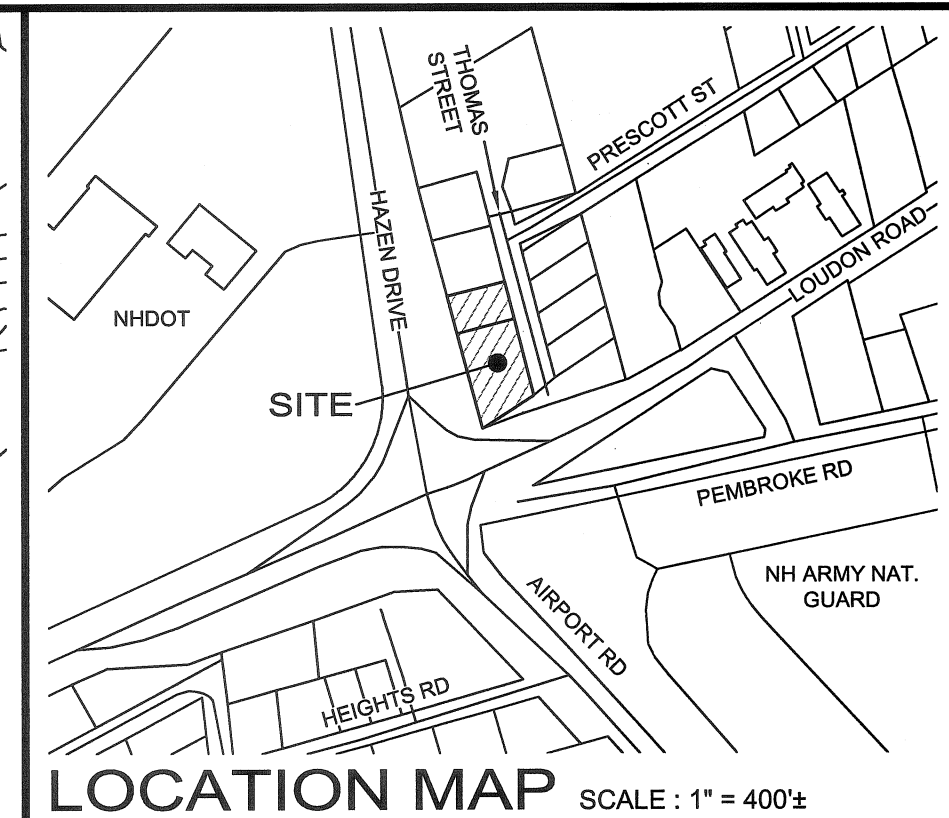 THOMAS
STREET
PRESCOTT ST
HAZEN DRIVE
LOUDON ROAD
NHDOT
SITE
PEMBROKE RD
NH ARMY NAT.
GUARD
AIRPORT RD
HEIGHTS RD
LOCATION MAP SCALE : 1" = 400'±